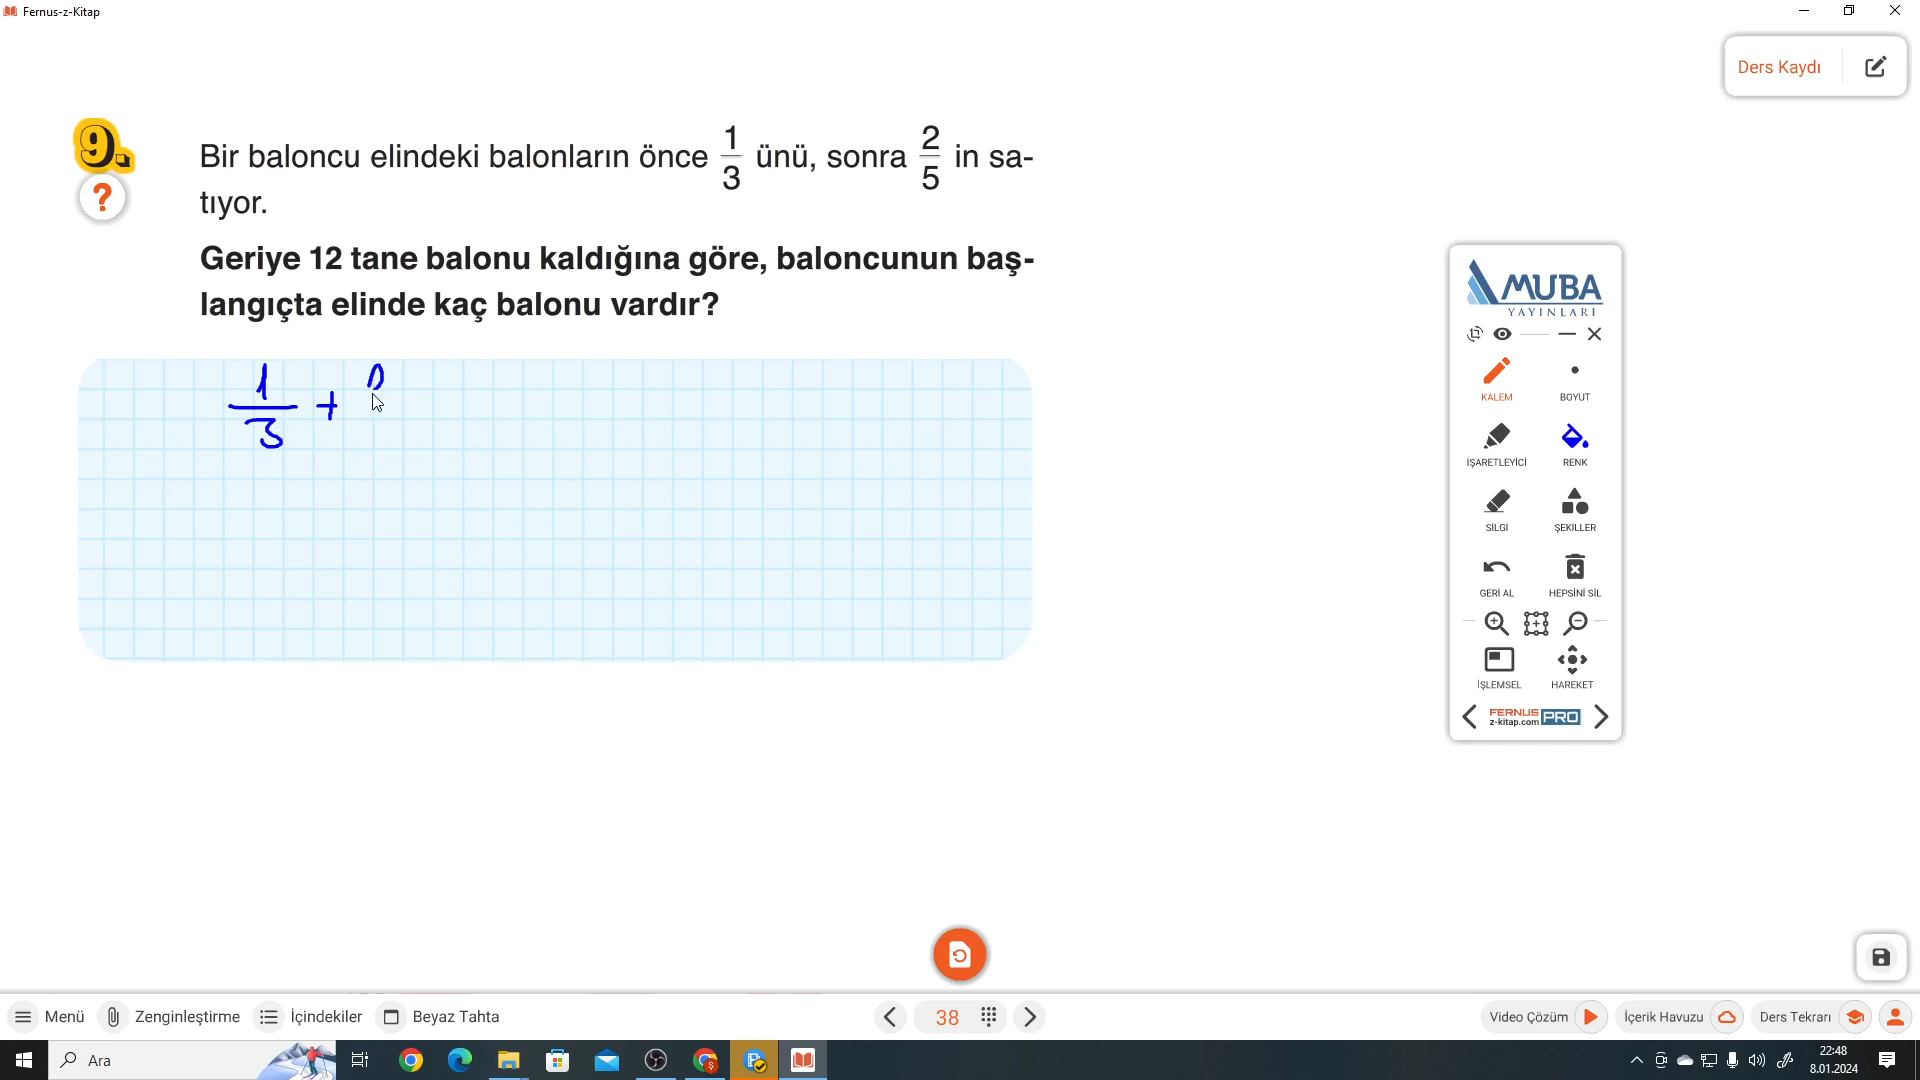 Fernus-z-Kitap
Ders Kaydı
9.
?
Bir baloncu elindeki balonların önce 1/3 ünü, sonra 2/5 in sa-
tıyor.
Geriye 12 tane balonu kaldığına göre, baloncunun baş-
langıçta elinde kaç balonu vardır?
1/3 +
MUBA
YAYINLARI
KALEM
BOYUT
İŞARETLEYİCİ
RENK
SİLGİ
ŞEKİLLER
GERİ AL
HEPSİNİ SİL
İŞLEMSEL
HAREKET
FERNUS
z-kitap.com PRO
Menü
Zenginleştirme
İçindekiler
Beyaz Tahta
38
Video Çözüm
İçerik Havuzu
Ders Tekrarı
Ara
22:48
8.01.2024